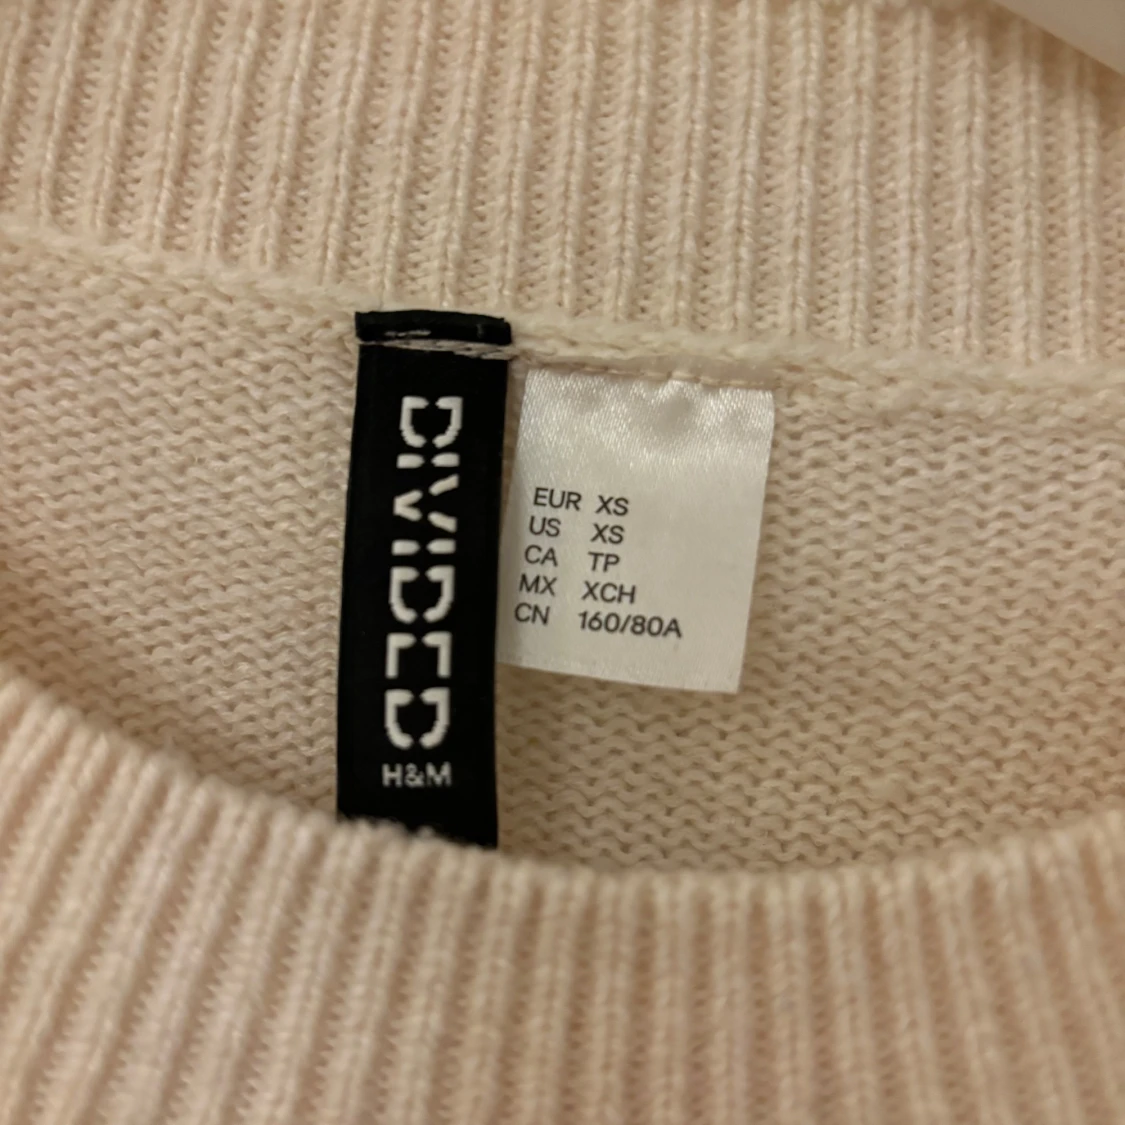 DIVIDED
H&M
EUR XS
US XS
CA TP
MX XCH
CN 160/80A